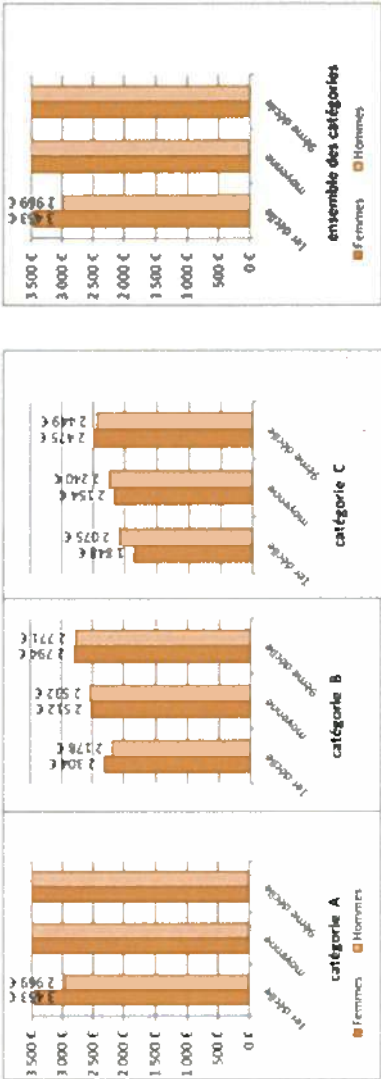 3 500 €
3 000 €
2 500 €
2 000 €
1 500 €
1 000 €
500 €
0 €
3 453 €
2 969 €
1er décile
moyenne
9ème décile
catégorie A
Femmes
Hommes
2 304 €
2 178 €
2 512 €
2 532 €
2 794 €
2 771 €
1er décile
moyenne
9ème décile
catégorie B
1 848 €
2 075 €
2 154 €
2 240 €
2 475 €
2 449 €
1er décile
moyenne
9ème décile
catégorie C
3 500 €
3 000 €
2 500 €
2 000 €
1 500 €
1 000 €
500 €
0 €
3 453 €
2 969 €
1er décile
moyenne
9ème décile
ensemble des catégories
Femmes
Hommes